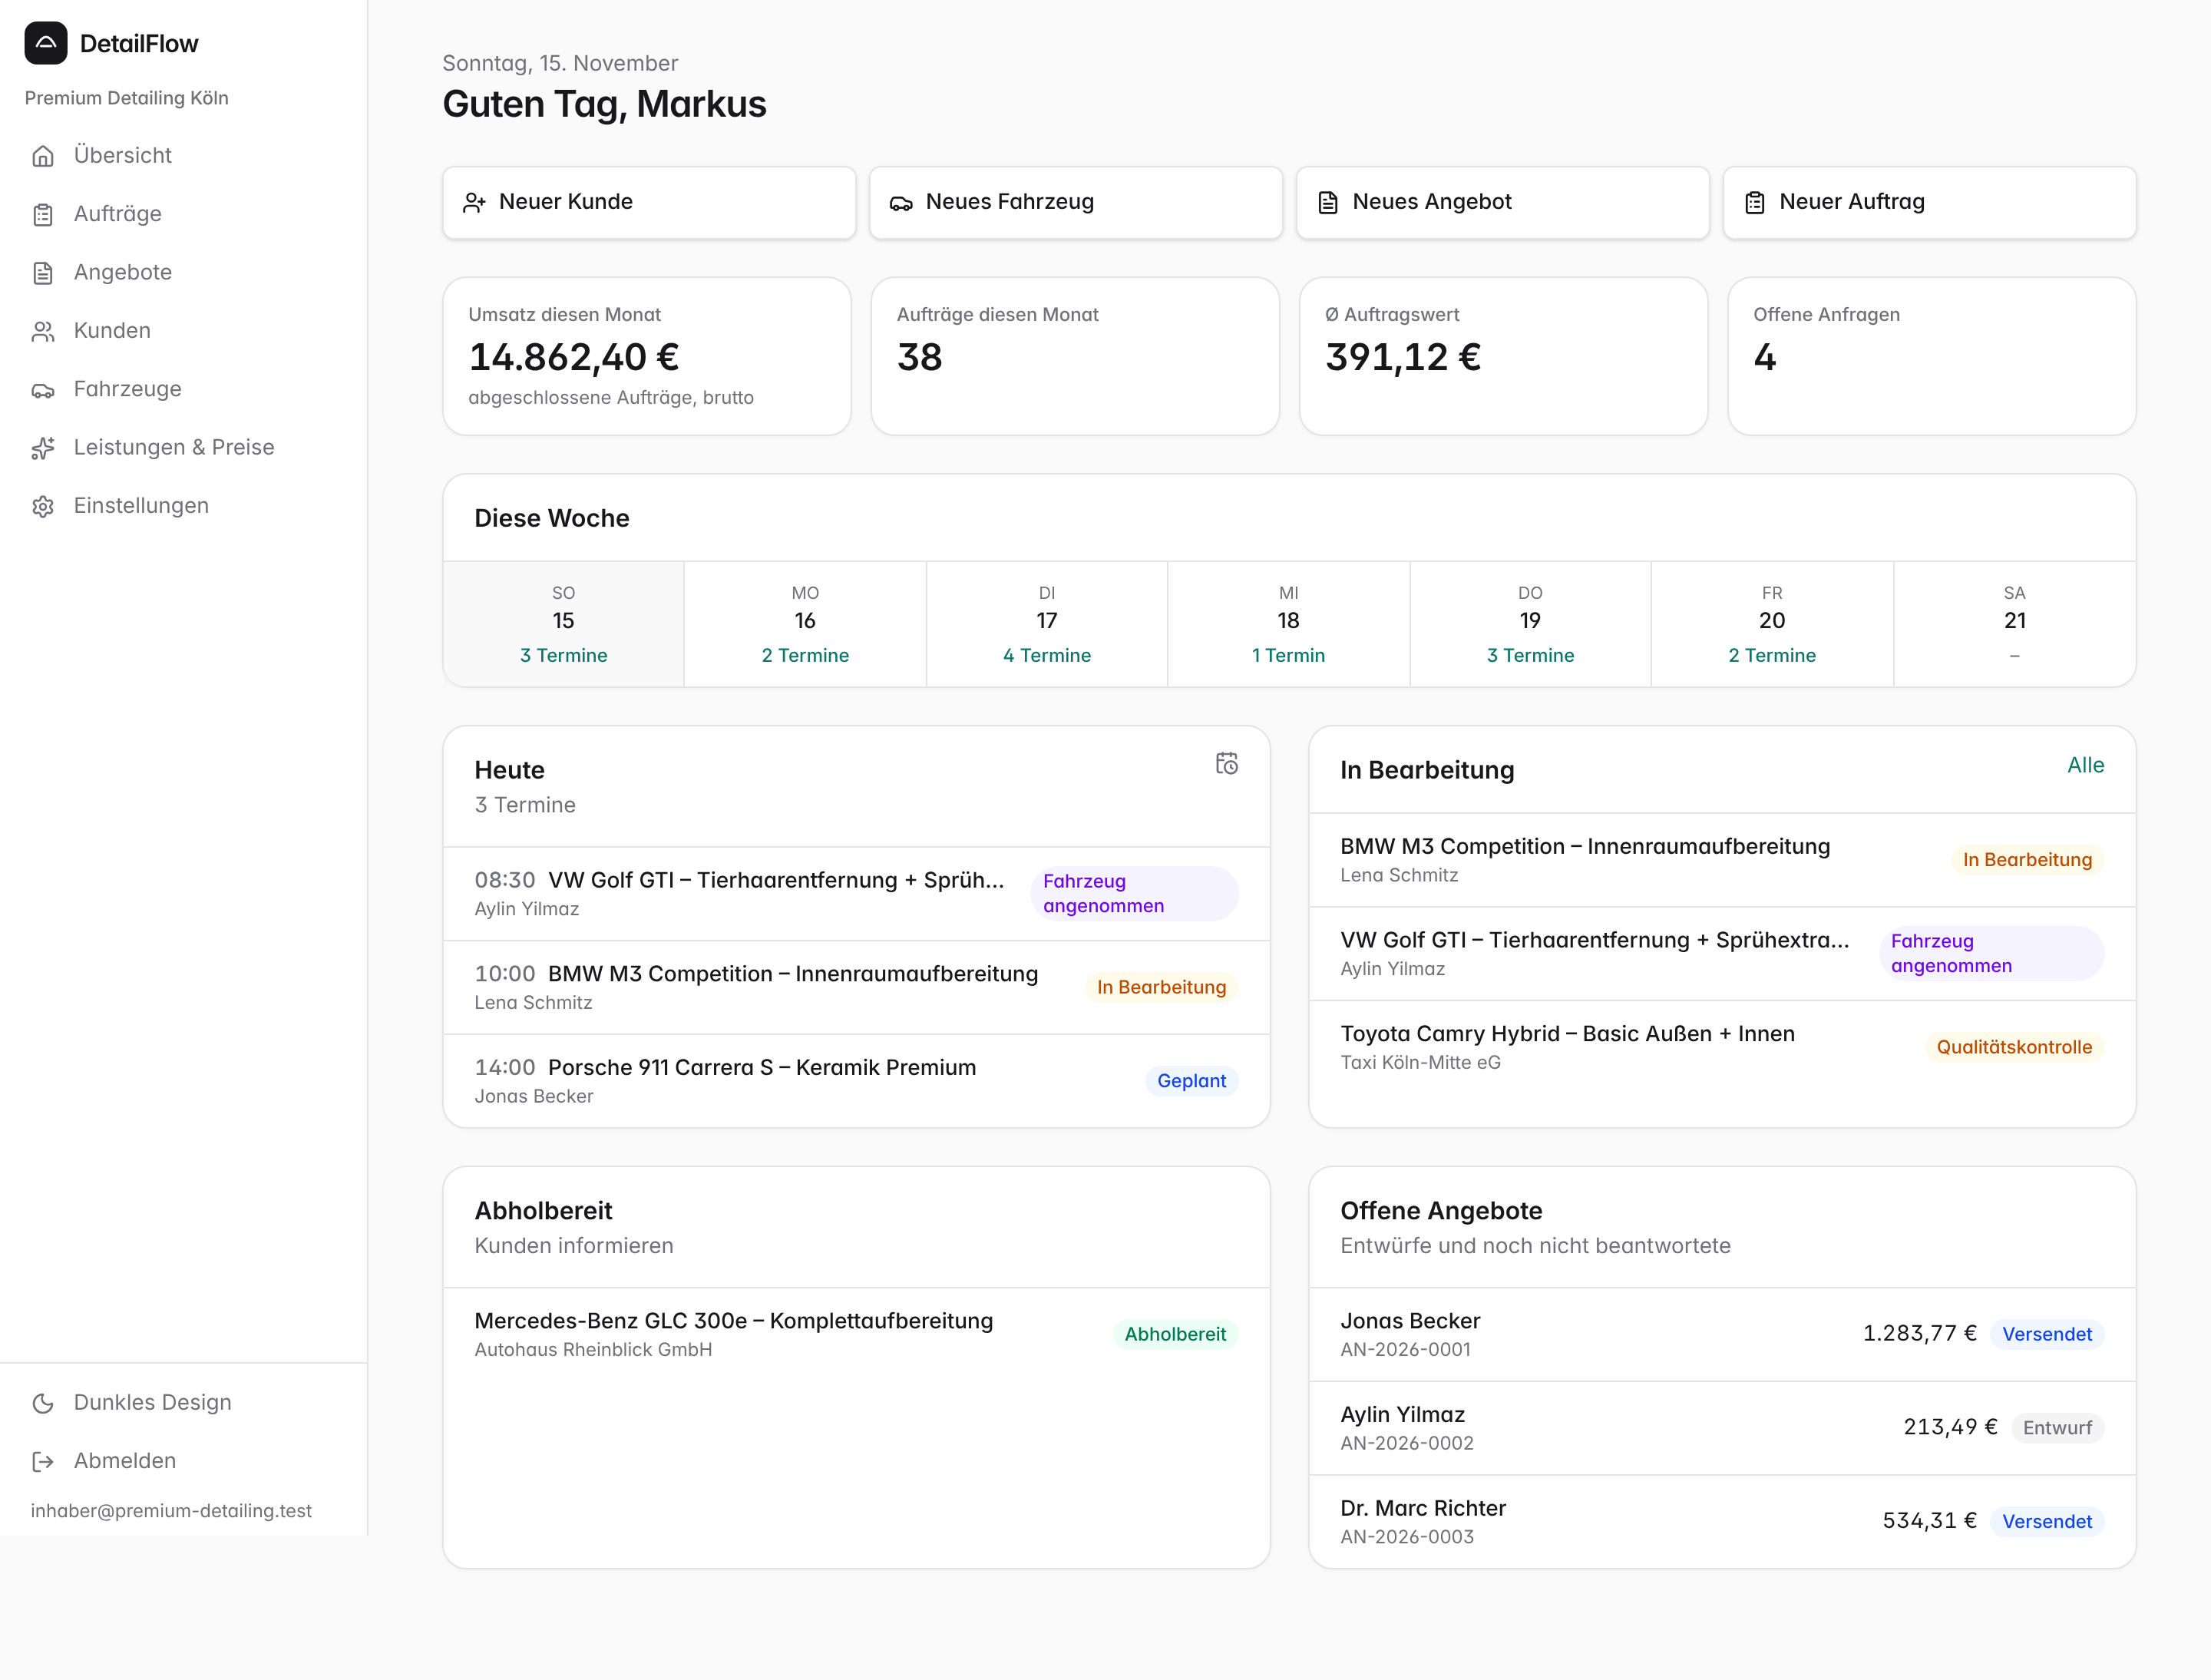 DetailFlow
Premium Detailing Köln
Übersicht
Aufträge
Angebote
Kunden
Fahrzeuge
Leistungen & Preise
Einstellungen
Dunkles Design
Abmelden
inhaber@premium-detailing.test
Sonntag, 15. November
Guten Tag, Markus
Neuer Kunde
Neues Fahrzeug
Neues Angebot
Neuer Auftrag
Umsatz diesen Monat
14.862,40 €
abgeschlossene Aufträge, brutto
Aufträge diesen Monat
38
Ø Auftragswert
391,12 €
Offene Anfragen
4
Diese Woche
SO
15
3 Termine
MO
16
2 Termine
DI
17
4 Termine
MI
18
1 Termin
DO
19
3 Termine
FR
20
2 Termine
SA
21
–
Heute
3 Termine
08:30 VW Golf GTI – Tierhaarentfernung + Sprüh...
Aylin Yilmaz
Fahrzeug
angenommen
10:00 BMW M3 Competition – Innenraumaufbereitung
Lena Schmitz
In Bearbeitung
14:00 Porsche 911 Carrera S – Keramik Premium
Jonas Becker
Geplant
In Bearbeitung
Alle
BMW M3 Competition – Innenraumaufbereitung
Lena Schmitz
In Bearbeitung
VW Golf GTI – Tierhaarentfernung + Sprühextra...
Aylin Yilmaz
Fahrzeug
angenommen
Toyota Camry Hybrid – Basic Außen + Innen
Taxi Köln-Mitte eG
Qualitätskontrolle
Abholbereit
Kunden informieren
Mercedes-Benz GLC 300e – Komplettaufbereitung
Autohaus Rheinblick GmbH
Abholbereit
Offene Angebote
Entwürfe und noch nicht beantwortete
Jonas Becker
AN-2026-0001
1.283,77 €
Versendet
Aylin Yilmaz
AN-2026-0002
213,49 €
Entwurf
Dr. Marc Richter
AN-2026-0003
534,31 €
Versendet